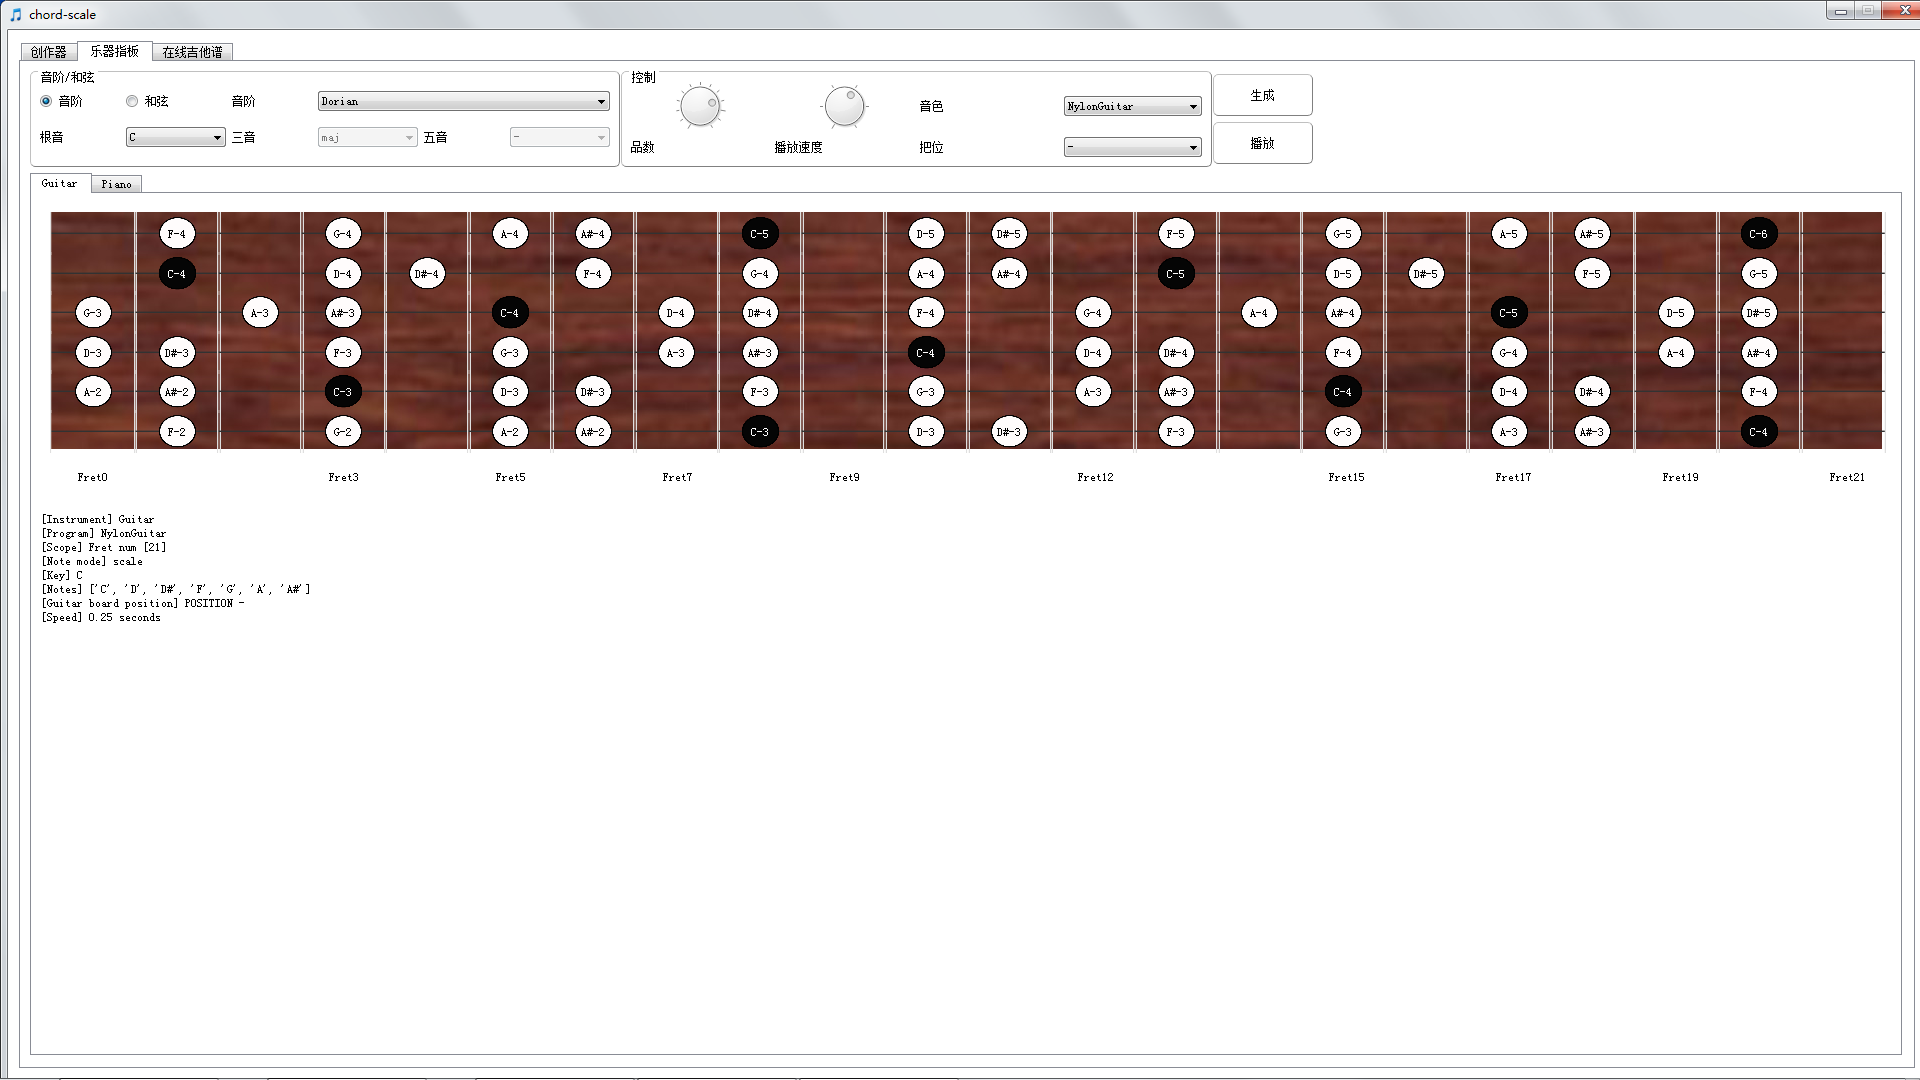 chord-scale
创作器 乐器指板 在线吉他谱
音阶/和弦 控制
音阶 和弦 音阶 Dorian 音色 NylonGuitar 生成
根音 C 三音 maj 五音 - 品数 播放速度 把位 - 播放
Guitar Piano
F-4 G-4 A-4 A#-4 C-5 D-5 D#-5 F-5 G-5 A-5 A#-5 C-6
C-4 D-4 D#-4 F-4 G-4 A-4 A#-4 C-5 D-5 D#-5 F-5 G-5
G-3 A-3 A#-3 C-4 D-4 D#-4 F-4 G-4 A-4 A#-4 C-5 D-5 D#-5
D-3 D#-3 F-3 G-3 A-3 A#-3 C-4 D-4 D#-4 F-4 G-4 A-4 A#-4
A-2 A#-2 C-3 D-3 D#-3 F-3 G-3 A-3 A#-3 C-4 D-4 D#-4 F-4
F-2 G-2 A-2 A#-2 C-3 D-3 D#-3 F-3 G-3 A-3 A#-3 C-4
Fret0 Fret3 Fret5 Fret7 Fret9 Fret12 Fret15 Fret17 Fret19 Fret21
[Instrument] Guitar
[Program] NylonGuitar
[Scope] Fret num [21]
[Note mode] scale
[Key] C
[Notes] ['C', 'D', 'D#', 'F', 'G', 'A', 'A#']
[Guitar board position] POSITION -
[Speed] 0.25 seconds